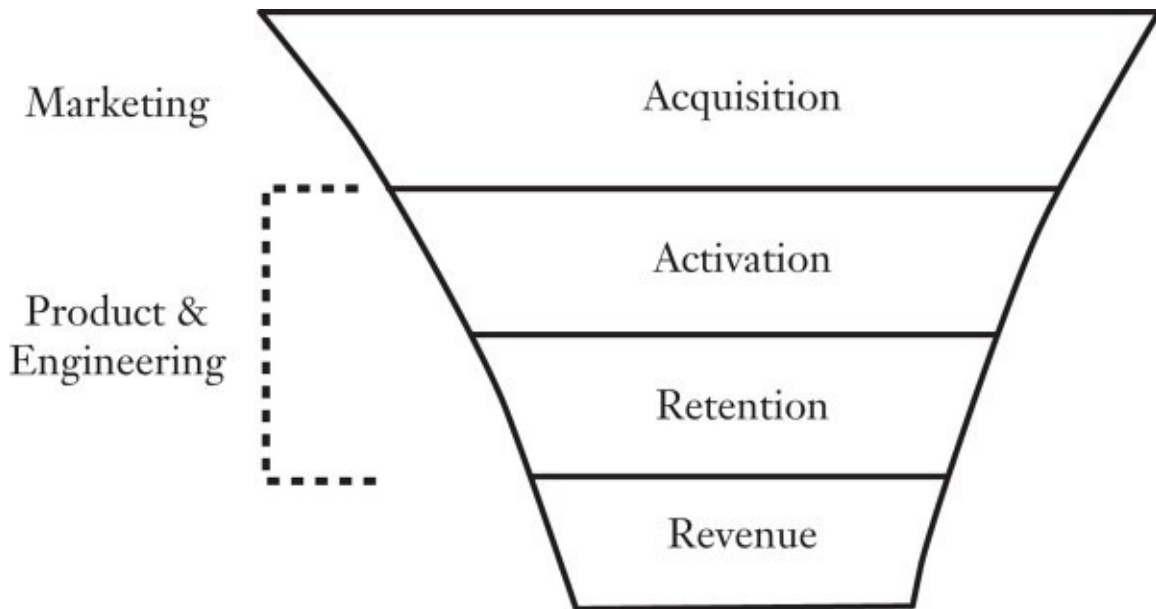 Marketing
Acquisition
Activation
Product &
Engineering
Retention
Revenue